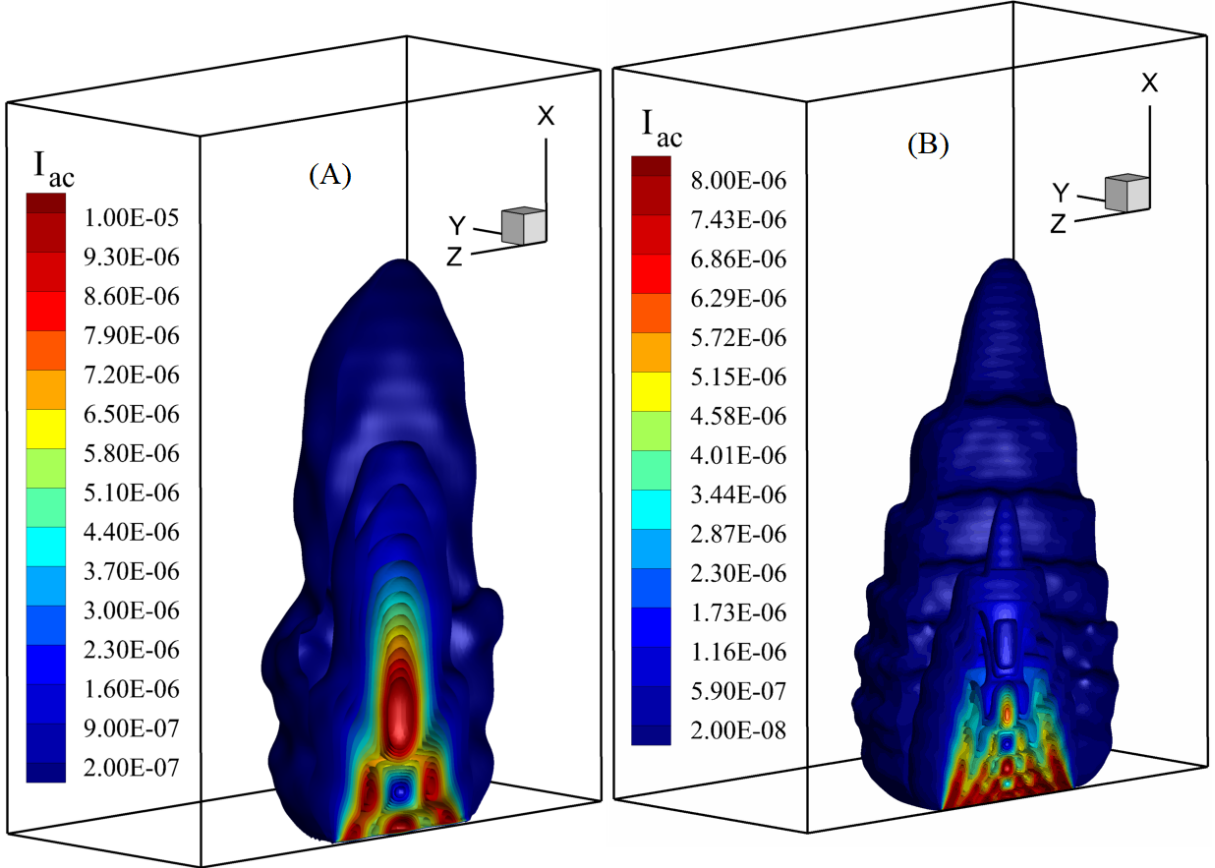 I_ac
(A)
X
Y
Z
1.00E-05
9.30E-06
8.60E-06
7.90E-06
7.20E-06
6.50E-06
5.80E-06
5.10E-06
4.40E-06
3.70E-06
3.00E-06
2.30E-06
1.60E-06
9.00E-07
2.00E-07
I_ac
(B)
X
Y
Z
8.00E-06
7.43E-06
6.86E-06
6.29E-06
5.72E-06
5.15E-06
4.58E-06
4.01E-06
3.44E-06
2.87E-06
2.30E-06
1.73E-06
1.16E-06
5.90E-07
2.00E-08